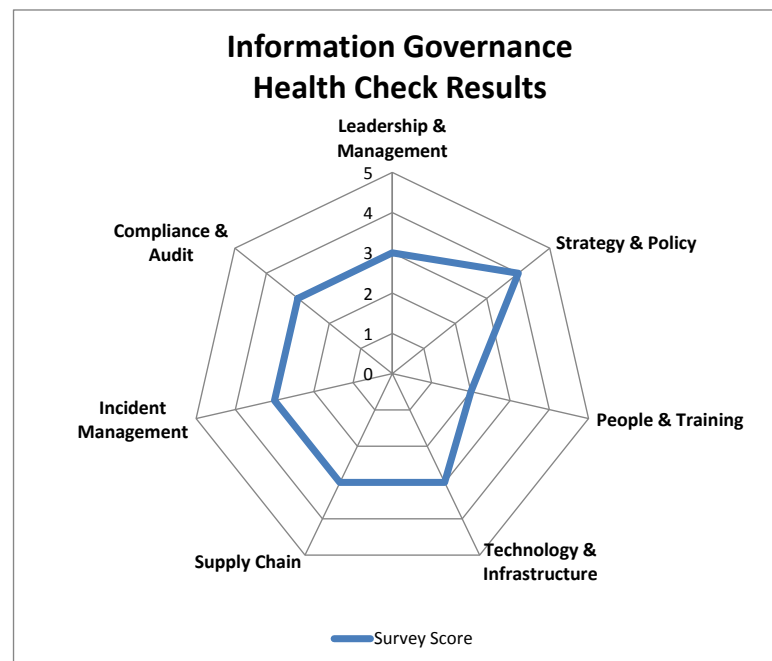 Information Governance
Health Check Results
Leadership &
Management
5
4
3
2
1
0
Strategy & Policy
People & Training
Technology &
Infrastructure
Supply Chain
Incident
Management
Compliance &
Audit
Survey Score